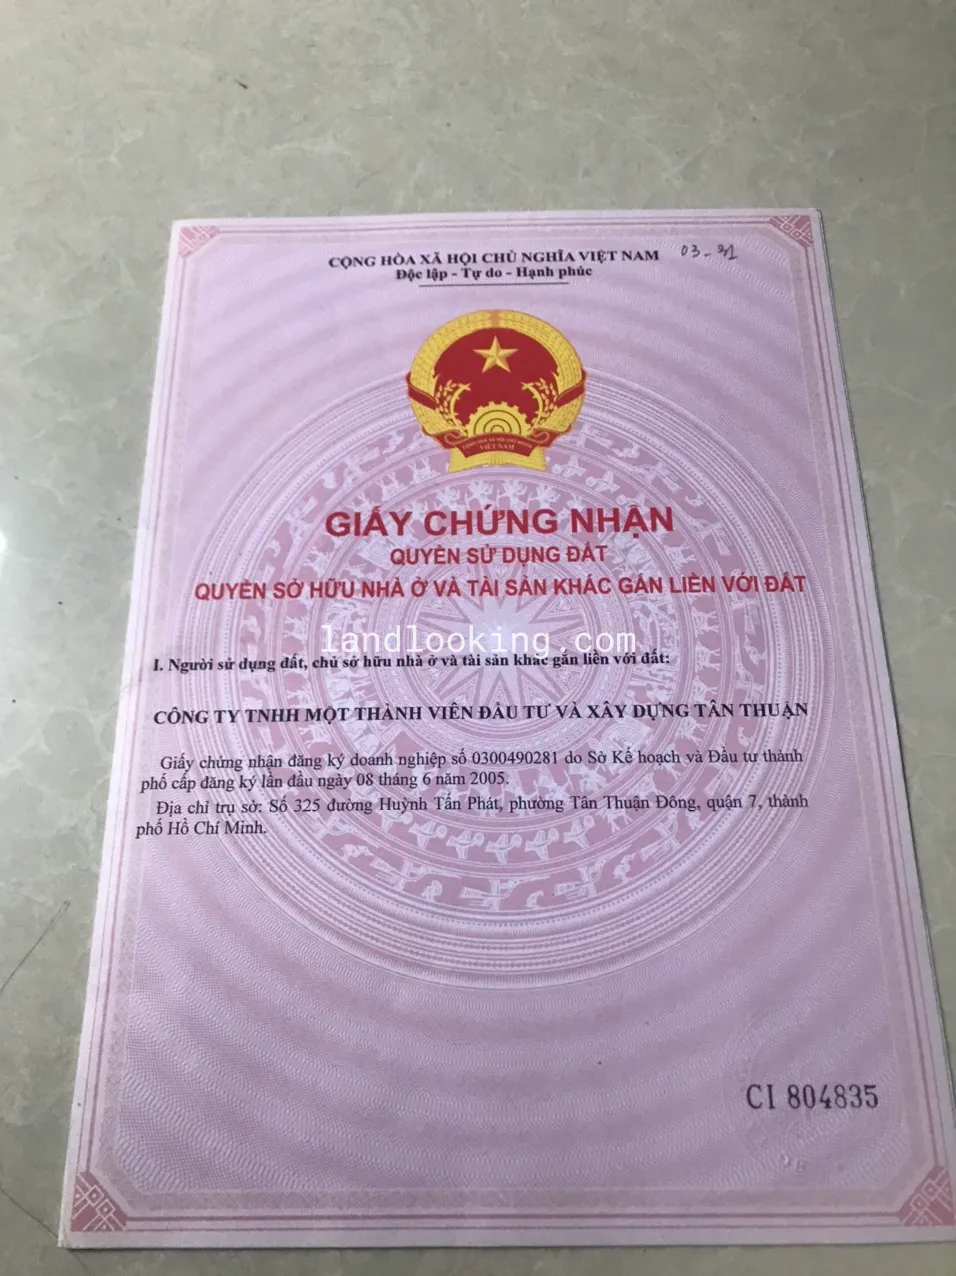 CỘNG HÒA XÃ HỘI CHỦ NGHĨA VIỆT NAM 03-31
Độc lập - Tự do - Hạnh phúc
VIỆT NAM
GIẤY CHỨNG NHẬN
QUYỀN SỬ DỤNG ĐẤT
QUYỀN SỞ HỮU NHÀ Ở VÀ TÀI SẢN KHÁC GẮN LIỀN VỚI ĐẤT
landlooking.com
I. Người sử dụng đất, chủ sở hữu nhà ở và tài sản khác gắn liền với đất:
CÔNG TY TNHH MỘT THÀNH VIÊN ĐẦU TƯ VÀ XÂY DỰNG TÂN THUẬN
Giấy chứng nhận đăng ký doanh nghiệp số 0300490281 do Sở Kế hoạch và Đầu tư thành
phố cấp đăng ký lần đầu ngày 08 tháng 6 năm 2005.
Địa chỉ trụ sở: Số 325 đường Huỳnh Tấn Phát, phường Tân Thuận Đông, quận 7, thành
phố Hồ Chí Minh.
CI 804835